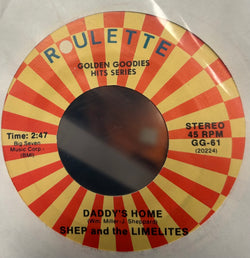 ROULETTE
GOLDEN GOODIES
HITS SERIES
Time: 2:47
Big Seven
Music Corp.-
(BMI)
STEREO
45 RPM
GG-61
(20224)
DADDY'S HOME
(Wm. Miller-J. Sheppard)
SHEP and the LIMELITES